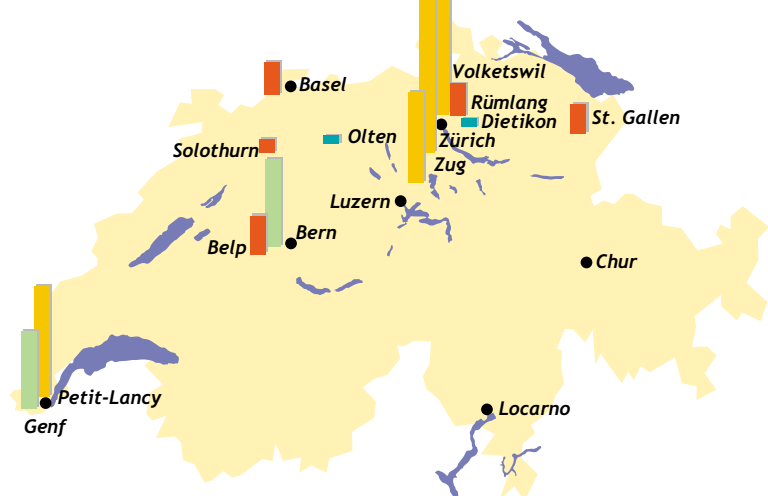 Volketswil
Basel
Rümlang
St. Gallen
Dietikon
Olten
Zürich
Solothurn
Zug
Luzern
Bern
Belp
Chur
Petit-Lancy
Locarno
Genf